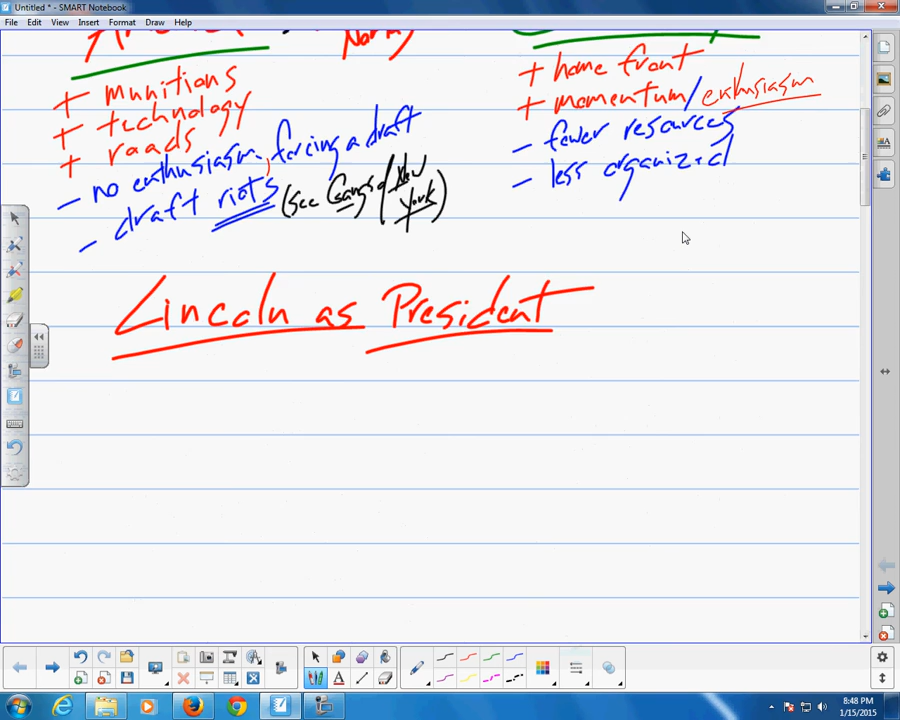 Untitled * - SMART Notebook
File Edit View Insert Format Draw Help
+ munitions
+ technology
+ roads
- no enthusiasm, forcing a draft
- draft riots (see Gangs of New York)
+ home front
+ momentum/enthusiasm
- fewer resources
- less organized
Lincoln as President
8:48 PM
1/15/2015